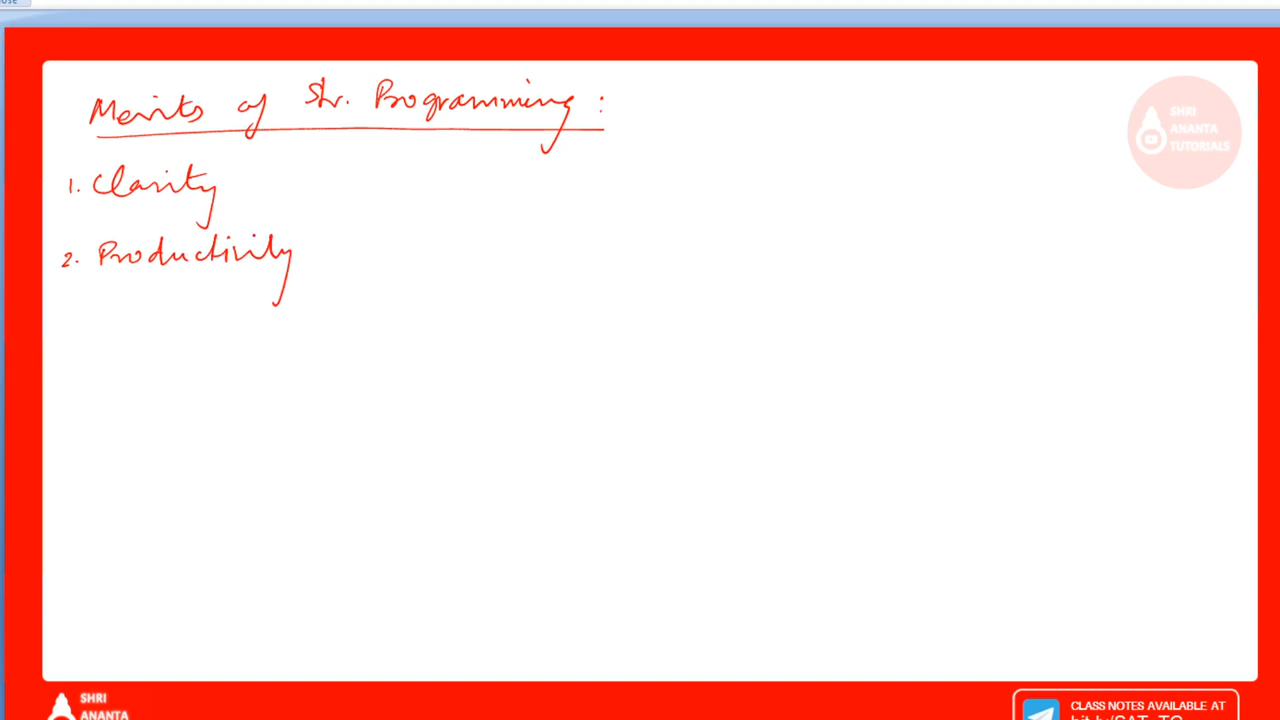 Merits of Str. Programming :
SHRI
ANANTA
TUTORIALS
1. Clarity
2. Productivity
SHRI
ANANTA
CLASS NOTES AVAILABLE AT